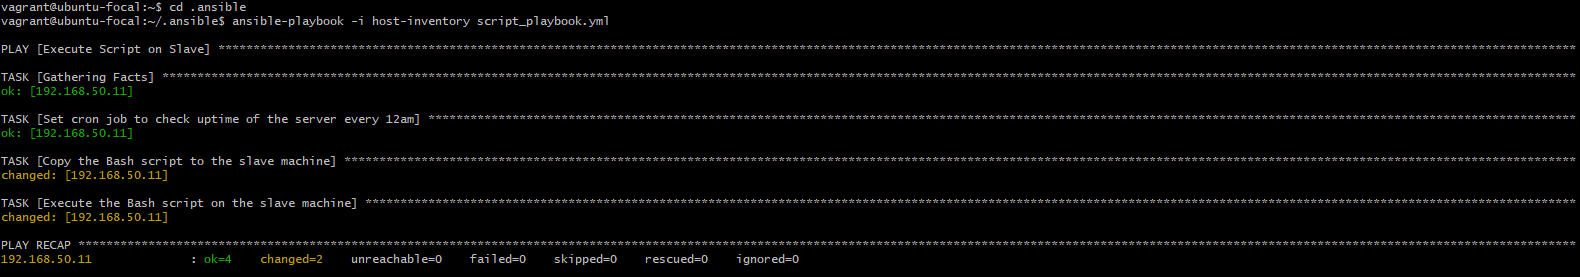 vagrant@ubuntu-focal:~$ cd .ansible
vagrant@ubuntu-focal:~/.ansible$ ansible-playbook -i host-inventory script_playbook.yml
PLAY [Execute Script on Slave] **************************************************************************************************************************************************************************************************
TASK [Gathering Facts] **********************************************************************************************************************************************************************************************************
ok: [192.168.50.11]
TASK [Set cron job to check uptime of the server every 12am] ********************************************************************************************************************************************************************
ok: [192.168.50.11]
TASK [Copy the Bash script to the slave machine] ********************************************************************************************************************************************************************************
changed: [192.168.50.11]
TASK [Execute the Bash script on the slave machine] *****************************************************************************************************************************************************************************
changed: [192.168.50.11]
PLAY RECAP **********************************************************************************************************************************************************************************************************************
192.168.50.11              : ok=4    changed=2    unreachable=0    failed=0    skipped=0    rescued=0    ignored=0